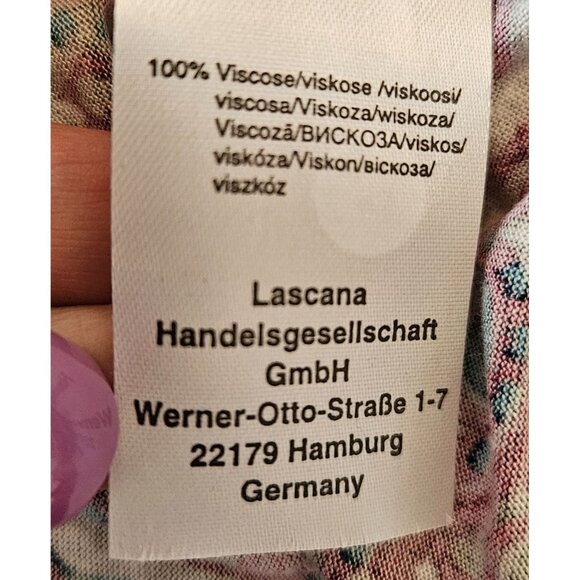 100% Viscose/viskose /viskoosi/
viscosa/Viskoza/wiskoza/
Viscoză/ВИСКОЗА/viskos/
viskóza/Viskon/віскоза/
viszkóz
Lascana
Handelsgesellschaft
GmbH
Werner-Otto-Straße 1-7
22179 Hamburg
Germany